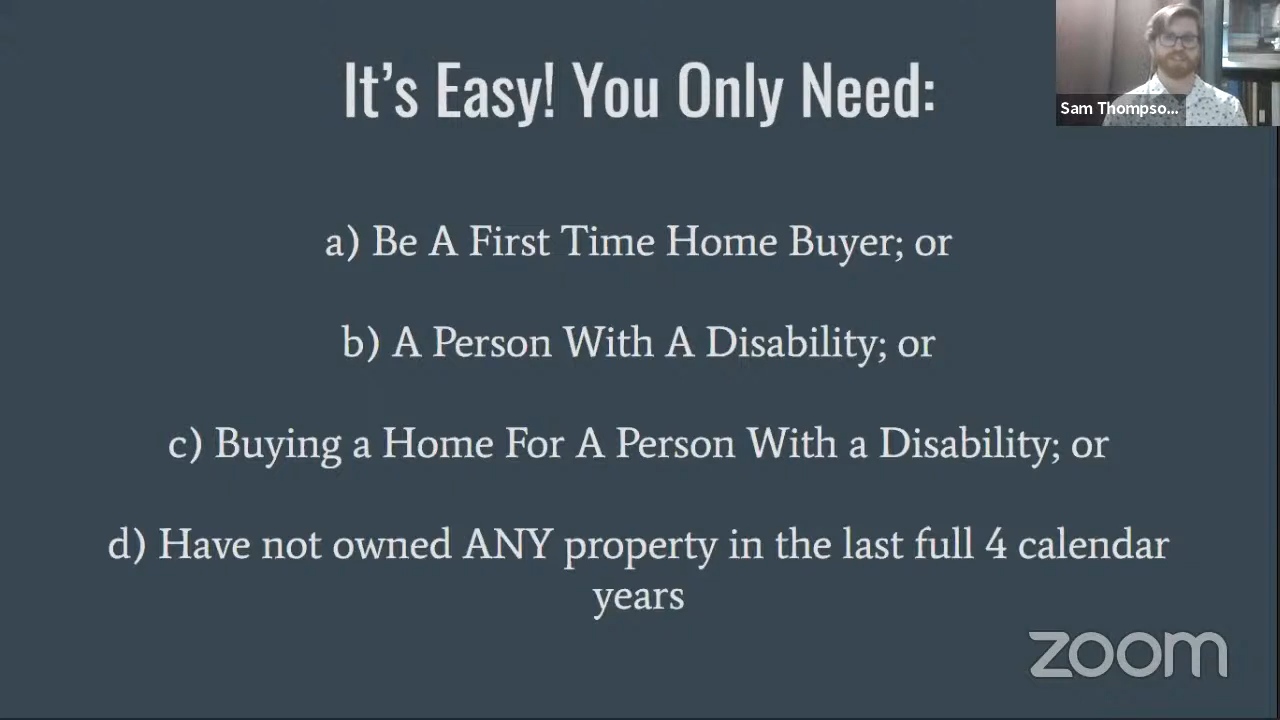 It's Easy! You Only Need:
Sam Thompso...
a) Be A First Time Home Buyer; or
b) A Person With A Disability; or
c) Buying a Home For A Person With a Disability; or
d) Have not owned ANY property in the last full 4 calendar
years
zoom